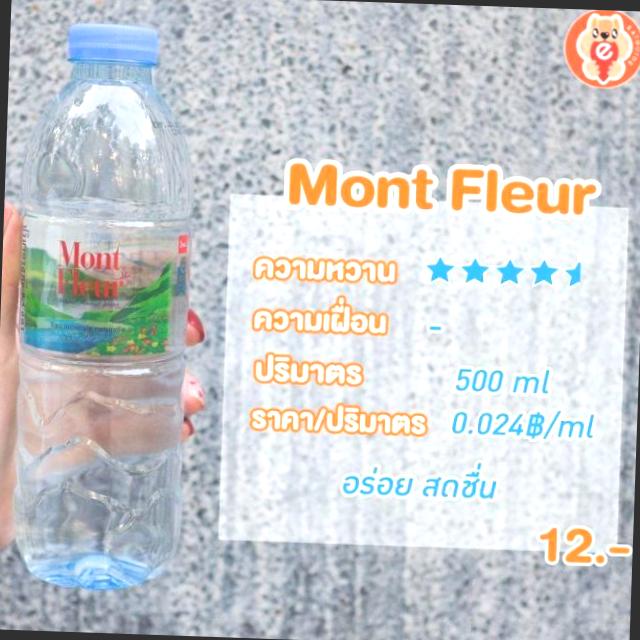 Mont Fleur
Mont
Fleur
ความหวาน
ความเฝื่อน -
ปริมาตร 500 ml
ราคา/ปริมาตร 0.024฿/ml
อร่อย สดชื่น
12.-